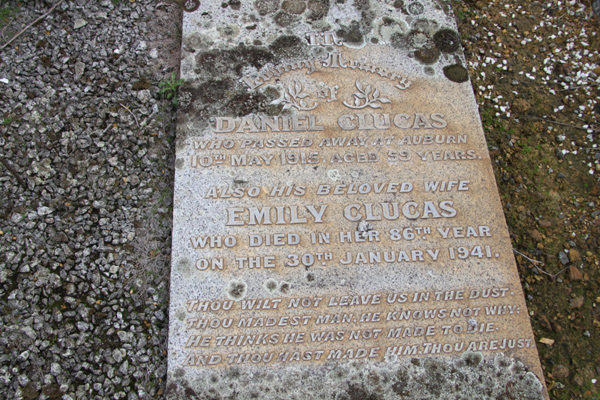 IN
Loving Memory
OF
DANIEL CLUCAS
WHO PASSED AWAY AT AUBURN
10TH MAY 1915. AGED 59 YEARS.
ALSO HIS BELOVED WIFE
EMILY CLUCAS
WHO DIED IN HER 86TH YEAR
ON THE 30TH JANUARY 1941.
THOU WILT NOT LEAVE US IN THE DUST:
THOU MADEST MAN, HE KNOWS NOT WHY;
HE THINKS HE WAS NOT MADE TO DIE:
AND THOU HAST MADE HIM, THOU ARE JUST.